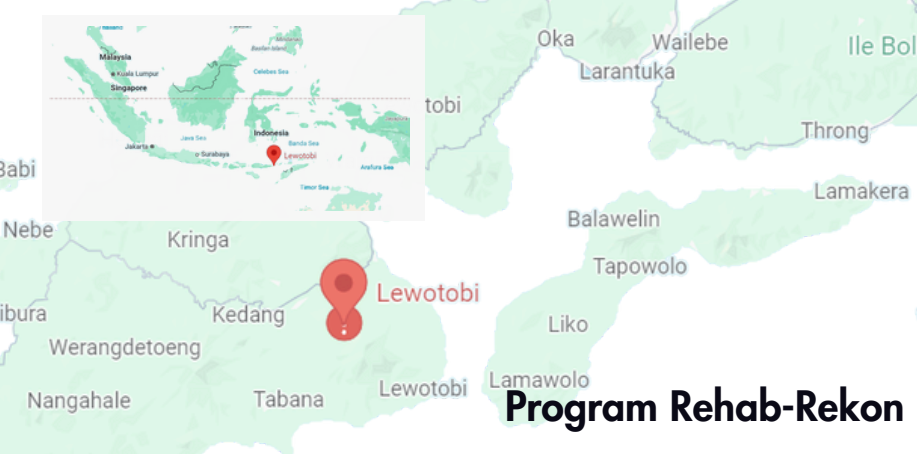 Malaysia
Kuala Lumpur
Singapore
Celebes Sea
Java Sea
Indonesia
Banda Sea
Jakarta
Surabaya
Lewotobi
Arafura Sea
Timor Sea
Oka
Wailebe
Ile Bol
Larantuka
tobi
Throng
Babi
Lamakera
Nebe
Kringa
Balawelin
Tapowolo
Lewotobi
ibura
Kedang
Liko
Werangdetoeng
Nangahale
Tabana
Lewotobi
Lamawolo
Program Rehab-Rekon